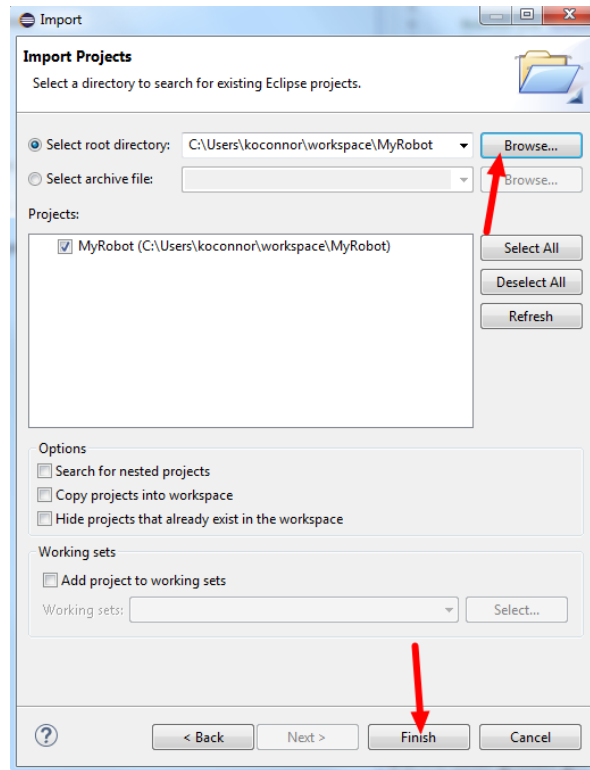 Import
Import Projects
Select a directory to search for existing Eclipse projects.
Select root directory: C:\Users\koconnor\workspace\MyRobot Browse...
Select archive file: Browse...
Projects:
MyRobot (C:\Users\koconnor\workspace\MyRobot)
Select All
Deselect All
Refresh
Options
Search for nested projects
Copy projects into workspace
Hide projects that already exist in the workspace
Working sets
Add project to working sets
Working sets: Select...
? < Back Next > Finish Cancel